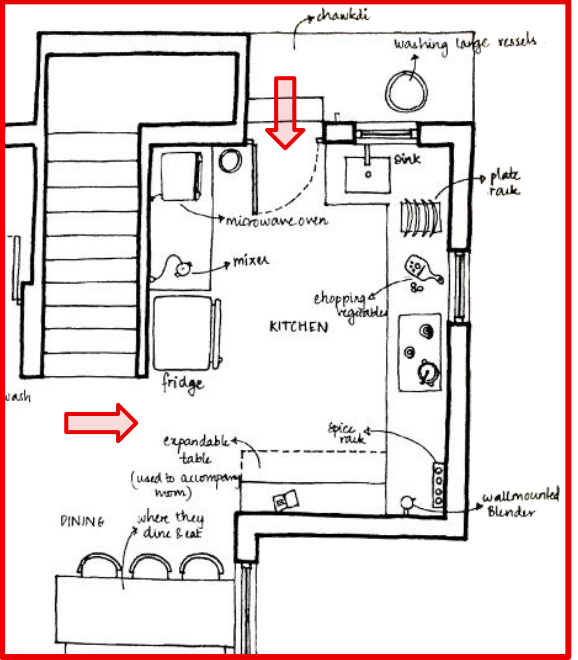 chawkdi
washing large vessels
sink
plate
rack
microwave oven
mixer
chopping
vegetables
KITCHEN
fridge
wash
spice
rack
expandable
table
(used to accompany
mom)
wallmounted
Blender
DINING
where they
dine & eat